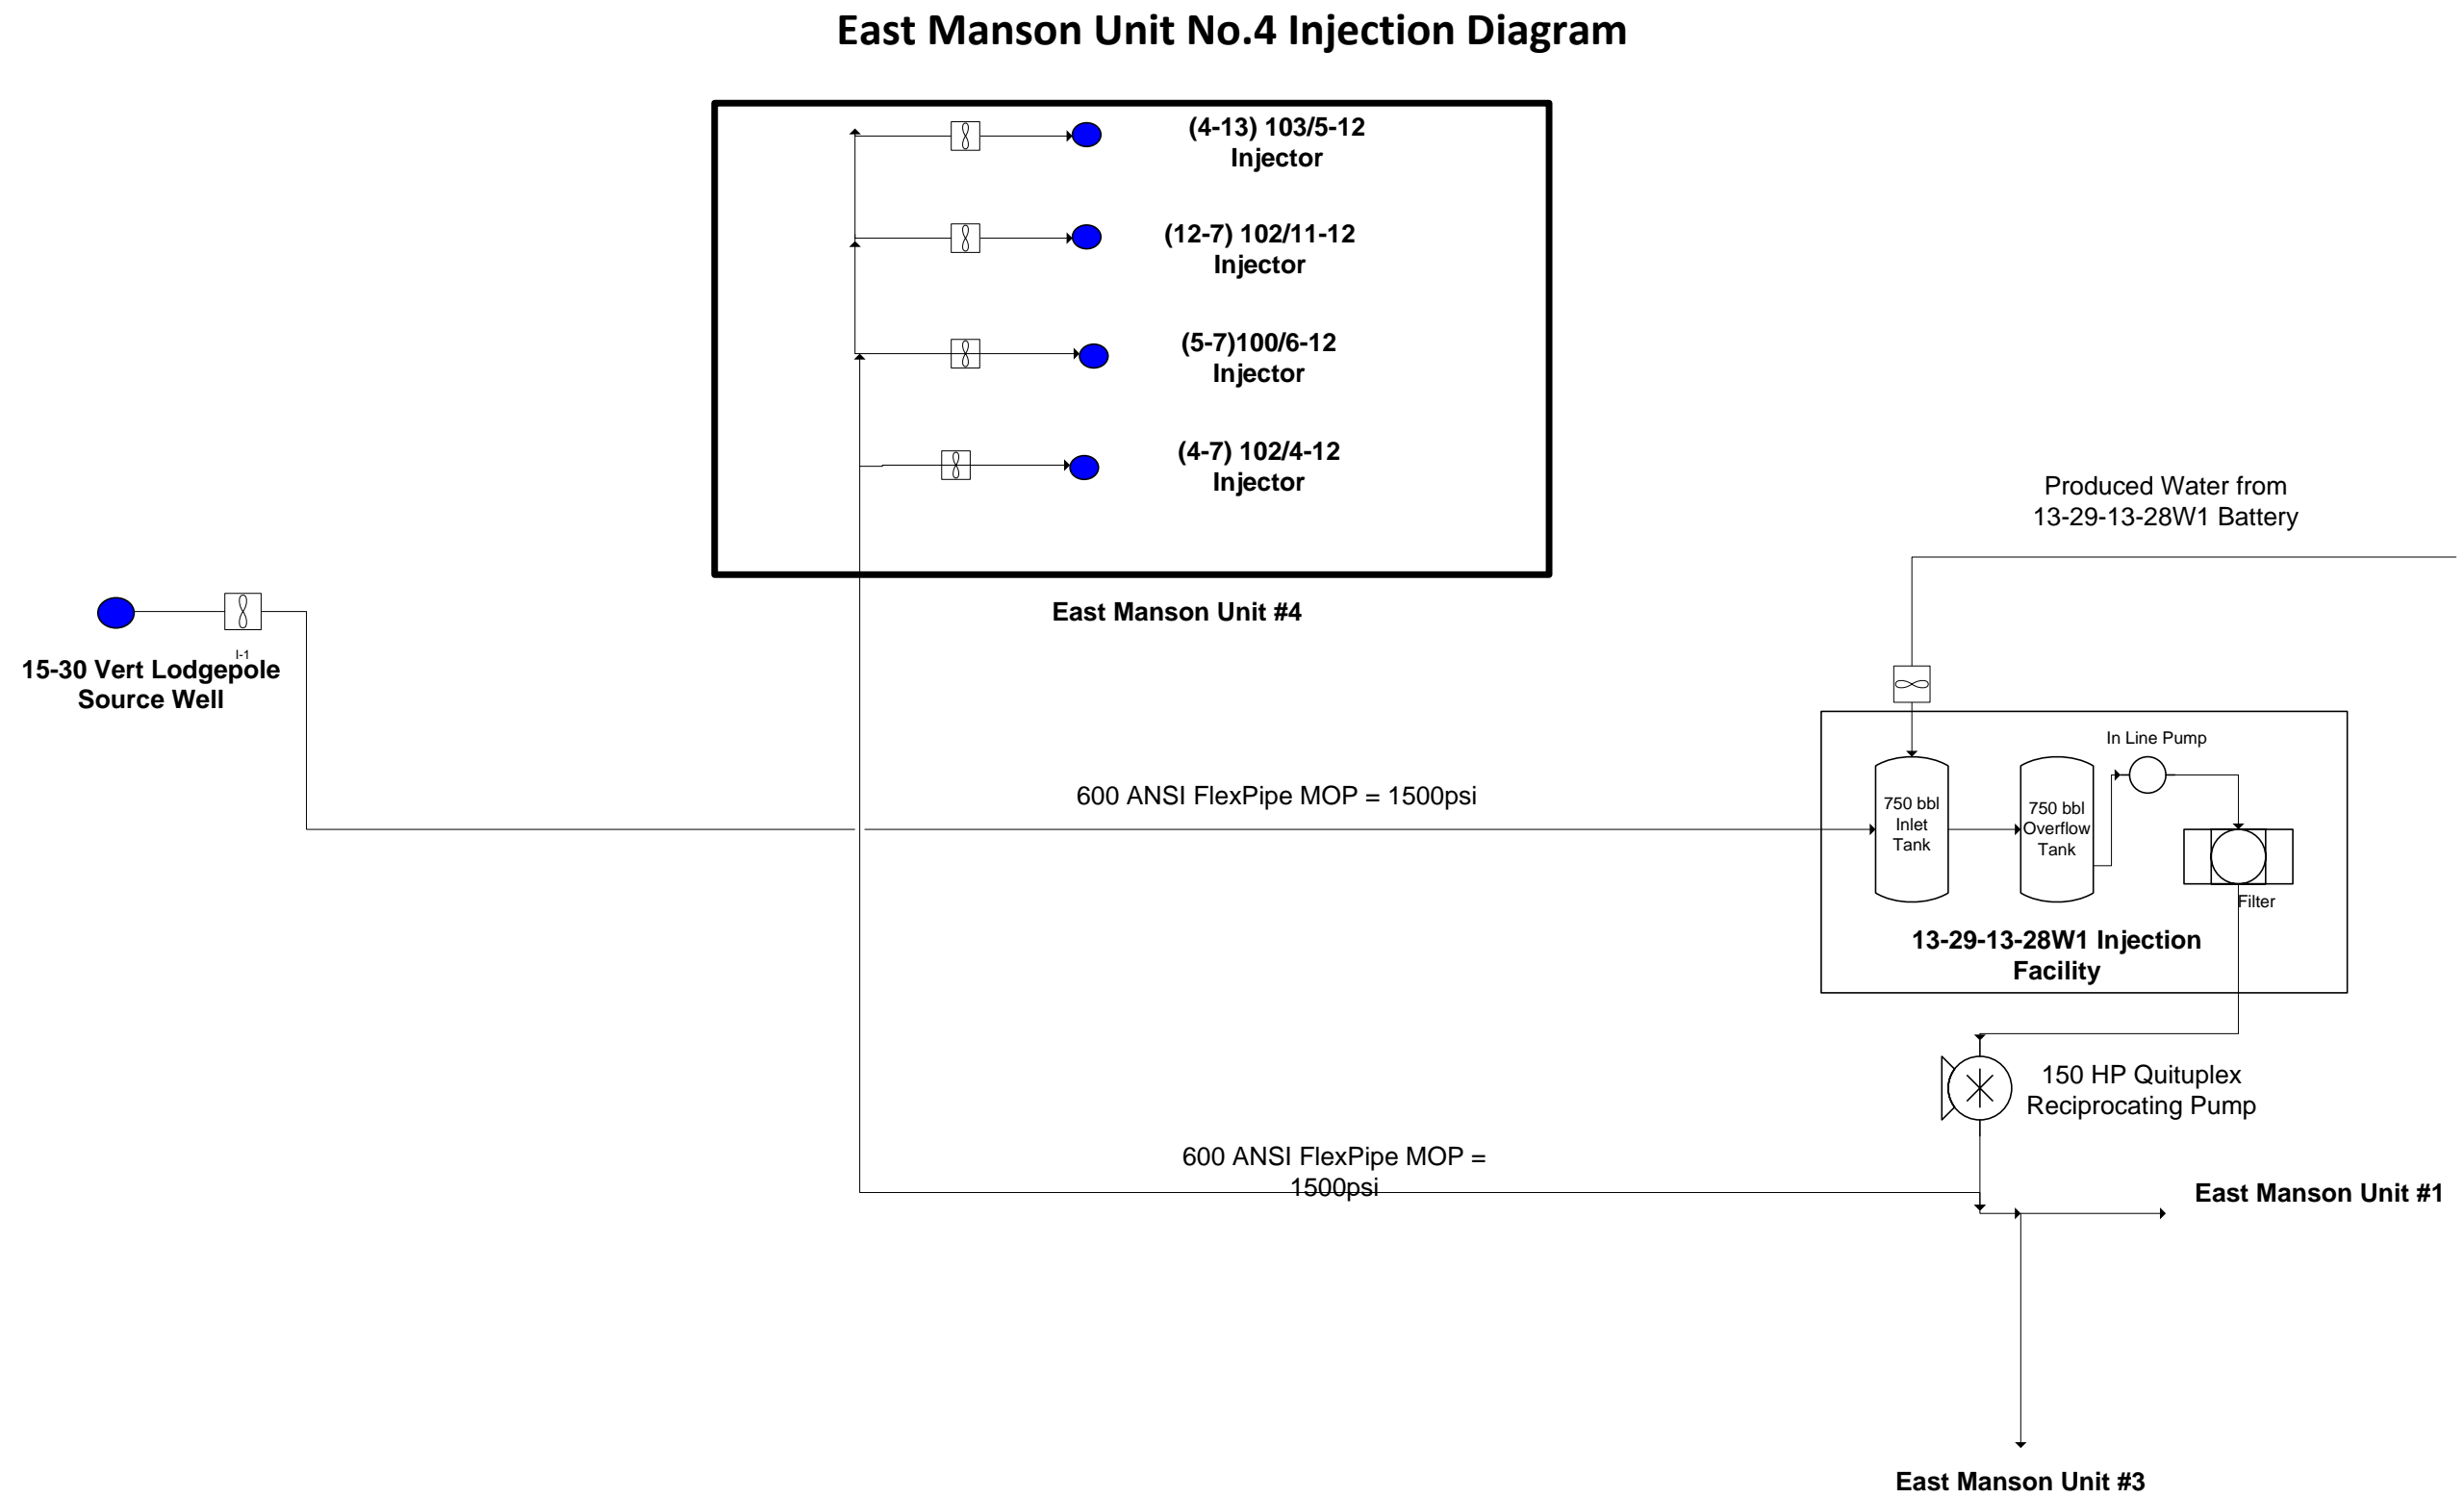 East Manson Unit No.4 Injection Diagram
(4-13) 103/5-12
Injector
(12-7) 102/11-12
Injector
(5-7)100/6-12
Injector
(4-7) 102/4-12
Injector
East Manson Unit #4
Produced Water from
13-29-13-28W1 Battery
I-1
15-30 Vert Lodgepole
Source Well
600 ANSI FlexPipe MOP = 1500psi
In Line Pump
750 bbl
Inlet
Tank
750 bbl
Overflow
Tank
Filter
13-29-13-28W1 Injection
Facility
150 HP Quituplex
Reciprocating Pump
600 ANSI FlexPipe MOP =
1500psi
East Manson Unit #1
East Manson Unit #3